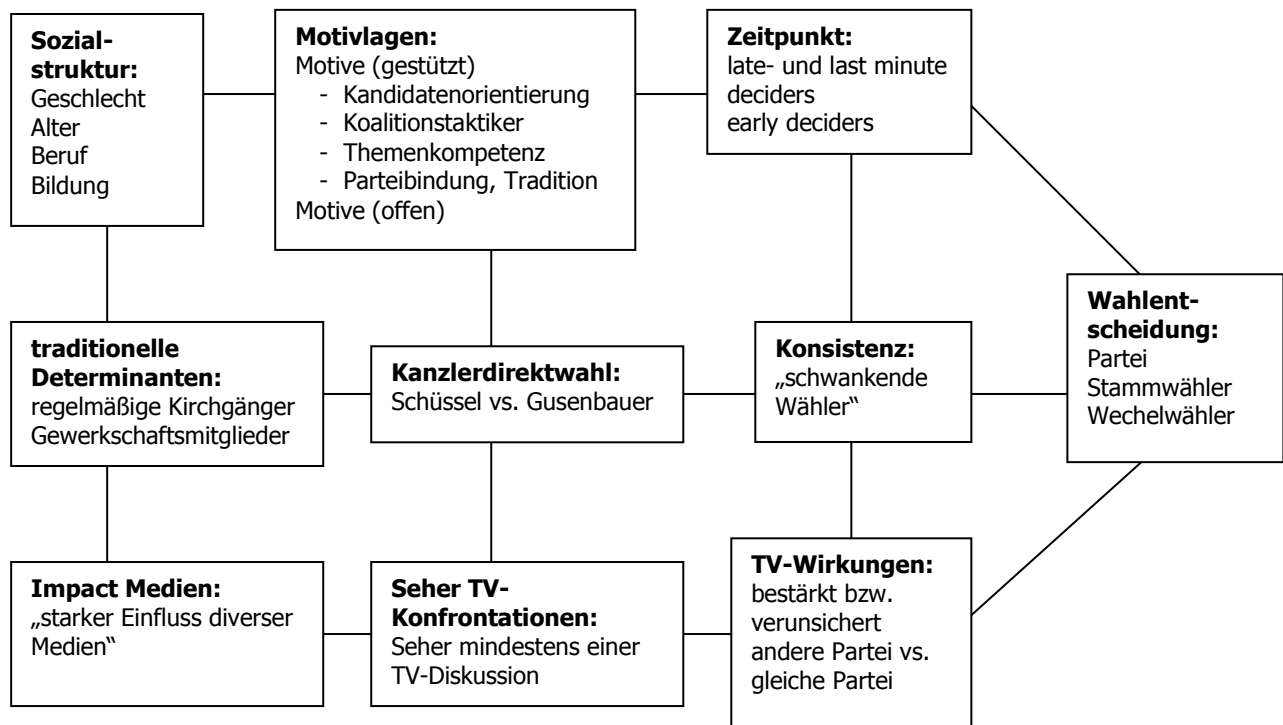 Sozial-
struktur:
Geschlecht
Alter
Beruf
Bildung
Motivlagen:
Motive (gestützt)
- Kandidatenorientierung
- Koalitionstaktiker
- Themenkompetenz
- Parteibindung, Tradition
Motive (offen)
Zeitpunkt:
late- und last minute
deciders
early deciders
traditionelle
Determinanten:
regelmäßige Kirchgänger
Gewerkschaftsmitglieder
Kanzlerdirektwahl:
Schüssel vs. Gusenbauer
Konsistenz:
„schwankende
Wähler“
Wahlent-
scheidung:
Partei
Stammwähler
Wechelwähler
Impact Medien:
„starker Einfluss diverser
Medien“
Seher TV-
Konfrontationen:
Seher mindestens einer
TV-Diskussion
TV-Wirkungen:
bestärkt bzw.
verunsichert
andere Partei vs.
gleiche Partei